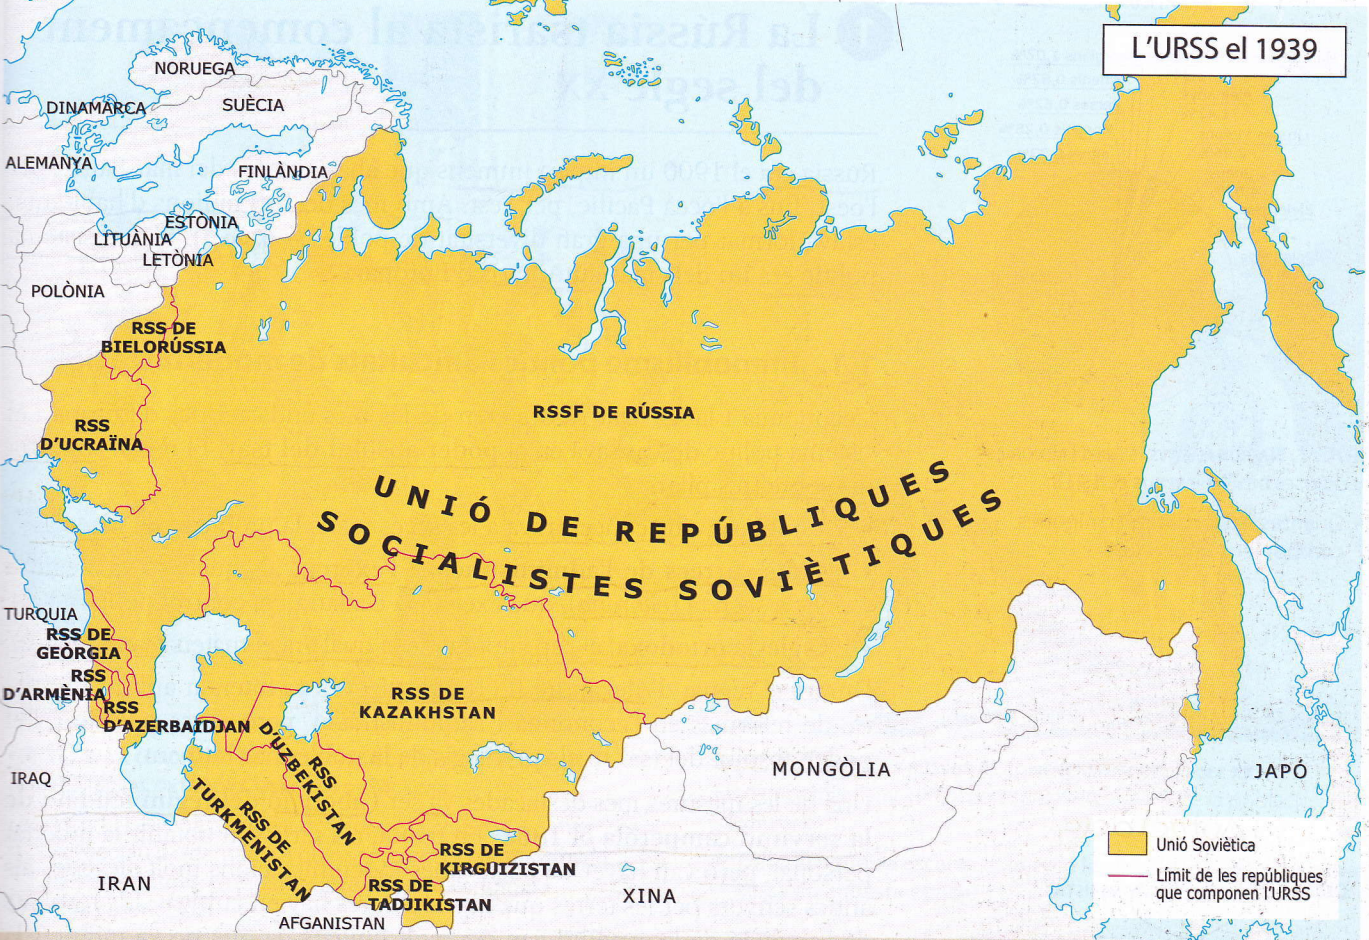 L'URSS el 1939
NORUEGA
DINAMARCA
SUÈCIA
ALEMANYA
FINLÀNDIA
ESTÒNIA
LITUÀNIA
LETÒNIA
POLÒNIA
RSS DE
BIELORÚSSIA
RSS
D'UCRAÏNA
RSSF DE RÚSSIA
UNIÓ DE REPÚBLIQUES
SOCIALISTES SOVIÈTIQUES
TURQUIA
RSS DE
GEÒRGIA
RSS
D'ARMÈNIA
RSS
D'AZERBAIDJAN
RSS DE
KAZAKHSTAN
RSS
D'UZBEKISTAN
RSS DE
TURKMENISTAN
RSS DE
KIRGUIZISTAN
RSS DE
TADJIKISTAN
IRAQ
IRAN
AFGANISTAN
XINA
MONGÒLIA
JAPÓ
Unió Soviètica
Límit de les repúbliques
que componen l'URSS